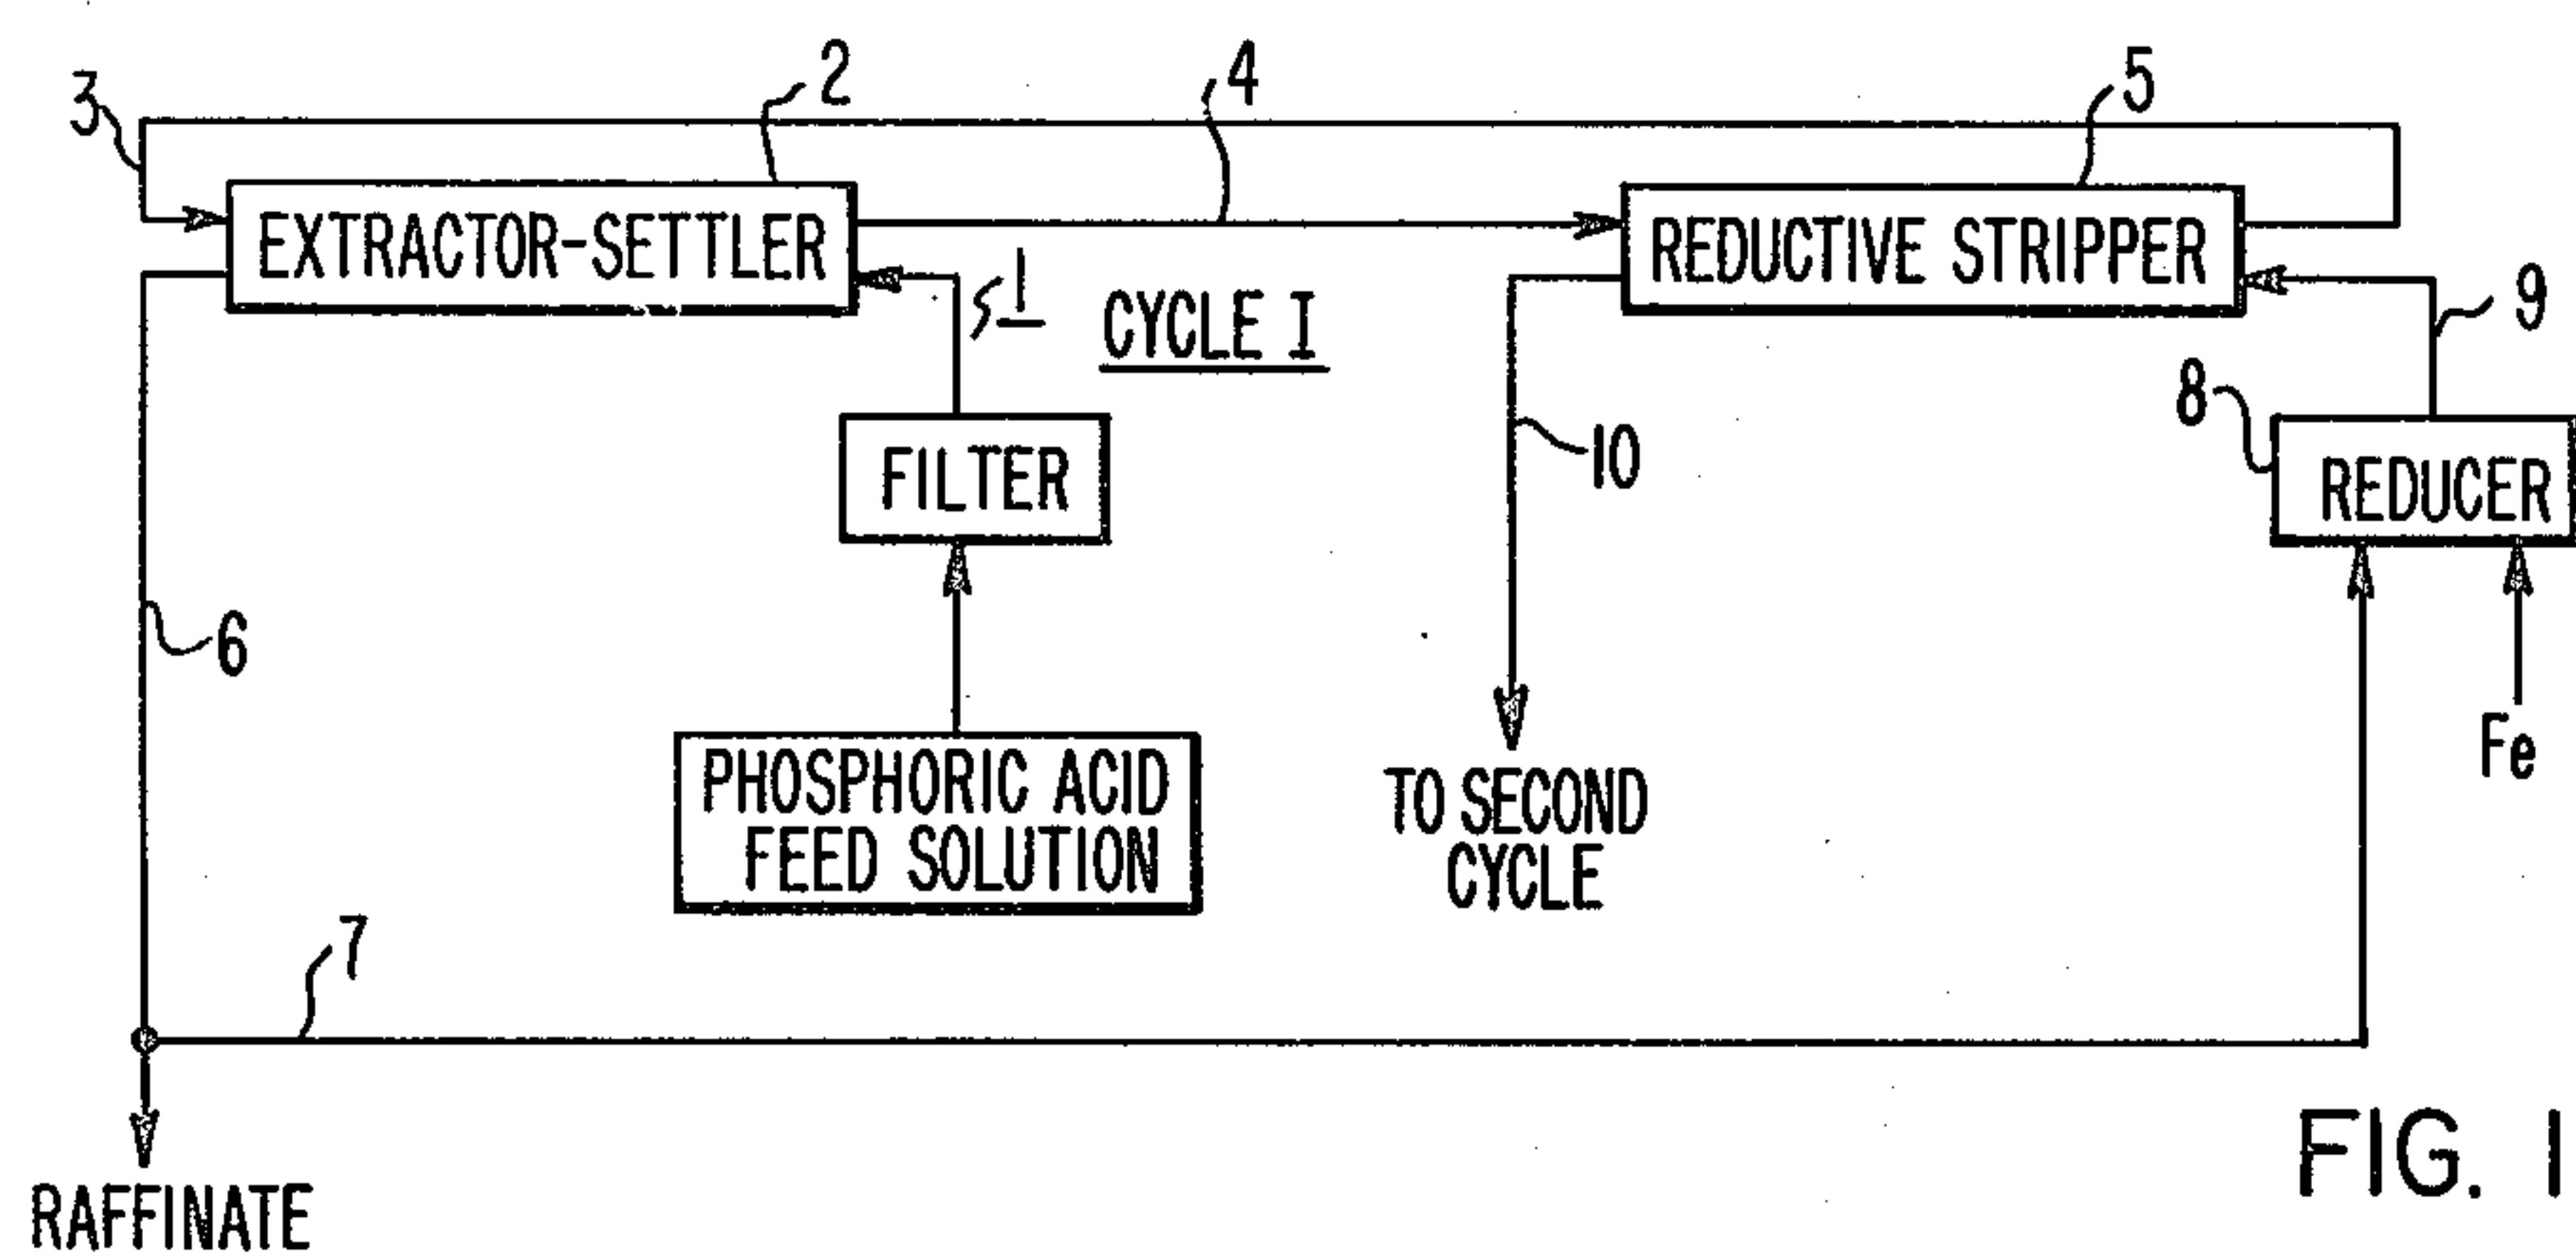 3
2
4
5
EXTRACTOR-SETTLER
REDUCTIVE STRIPPER
1
CYCLE I
9
8
FILTER
10
REDUCER
6
Fe
PHOSPHORIC ACID
FEED SOLUTION
TO SECOND
CYCLE
7
RAFFINATE
FIG. 1